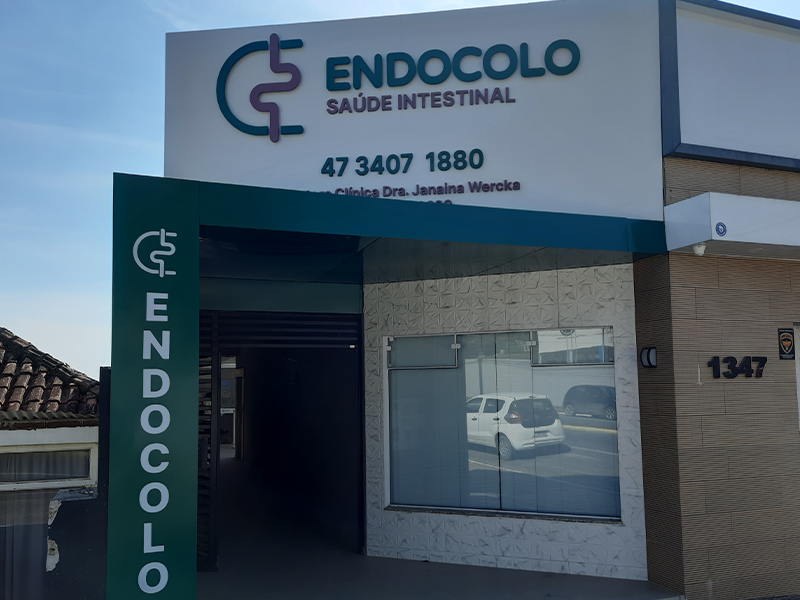 ENDOCOLO
SAÚDE INTESTINAL
47 3407 1880
Clínica Dra. Janaina Wercka
ENDOCOLO
1347